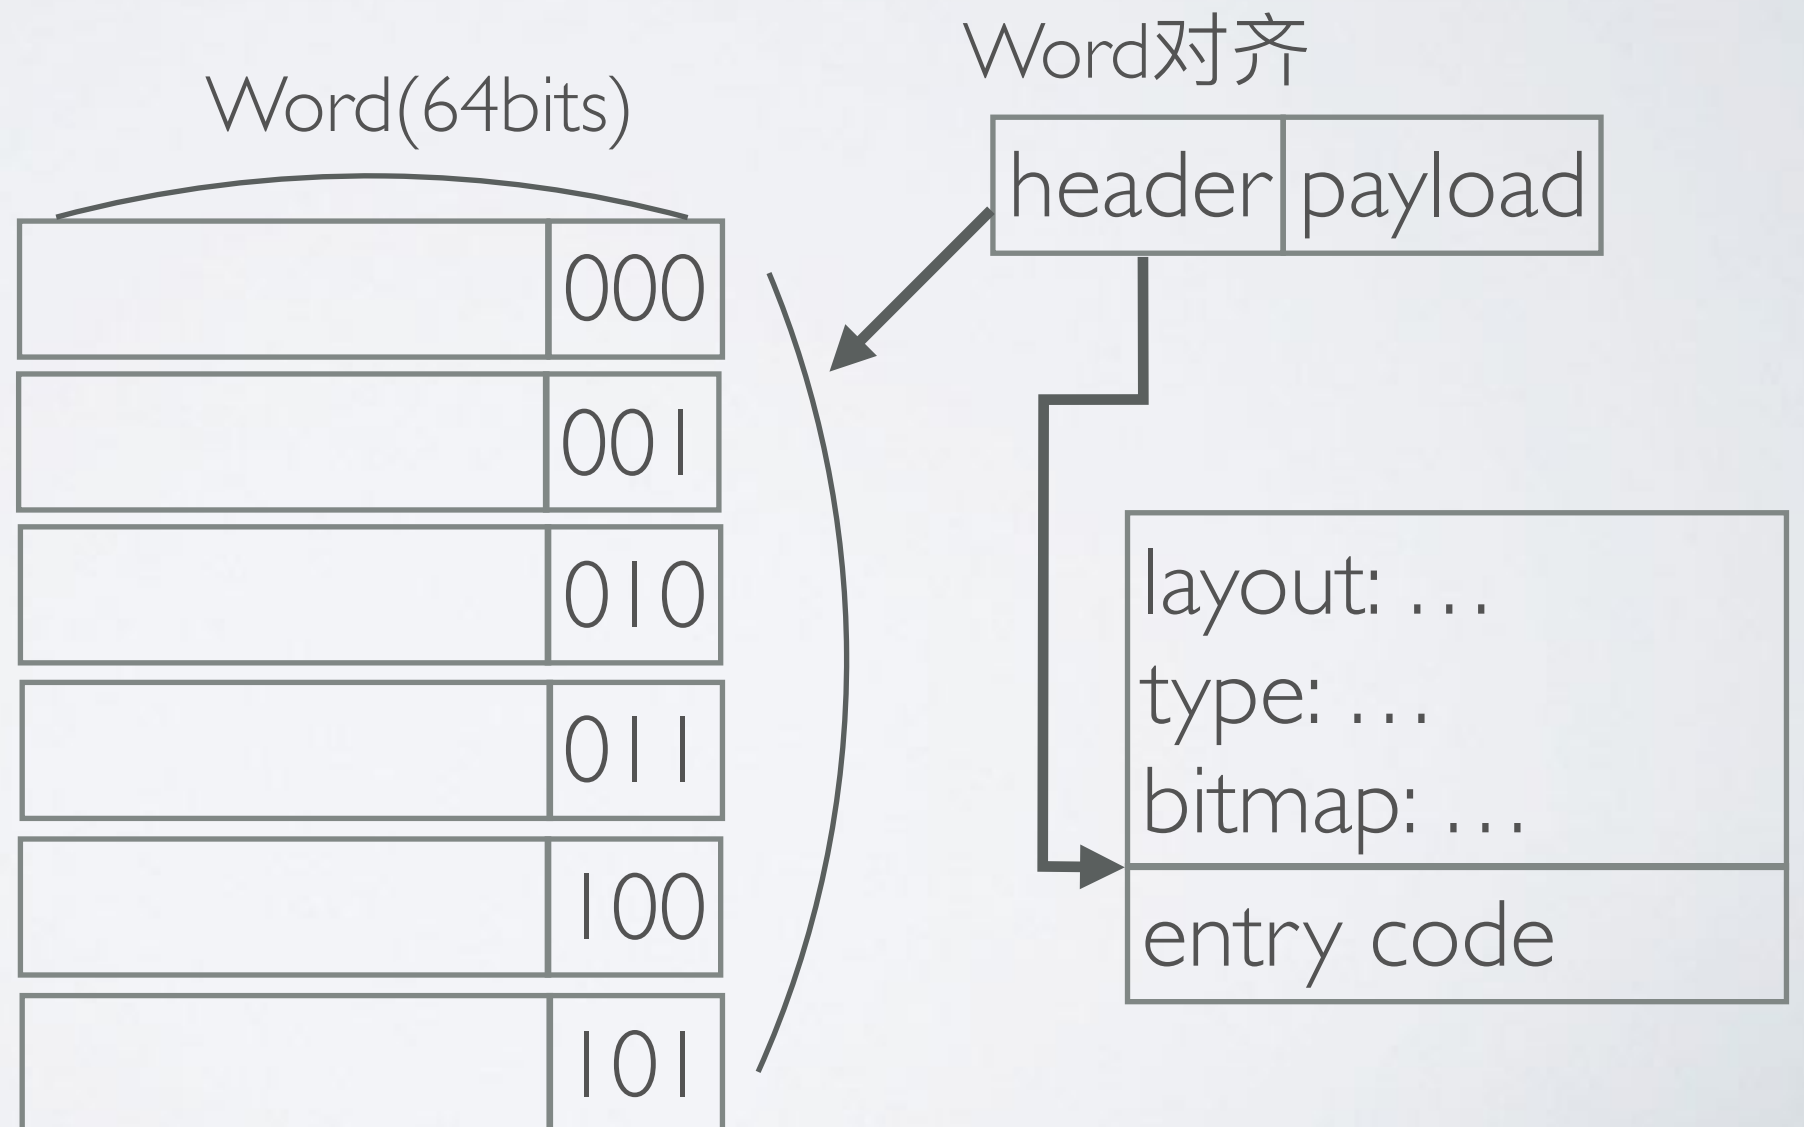 Word(64bits)
000
001
010
011
100
101
Word对齐
header payload
layout: …
type: …
bitmap: …
entry code